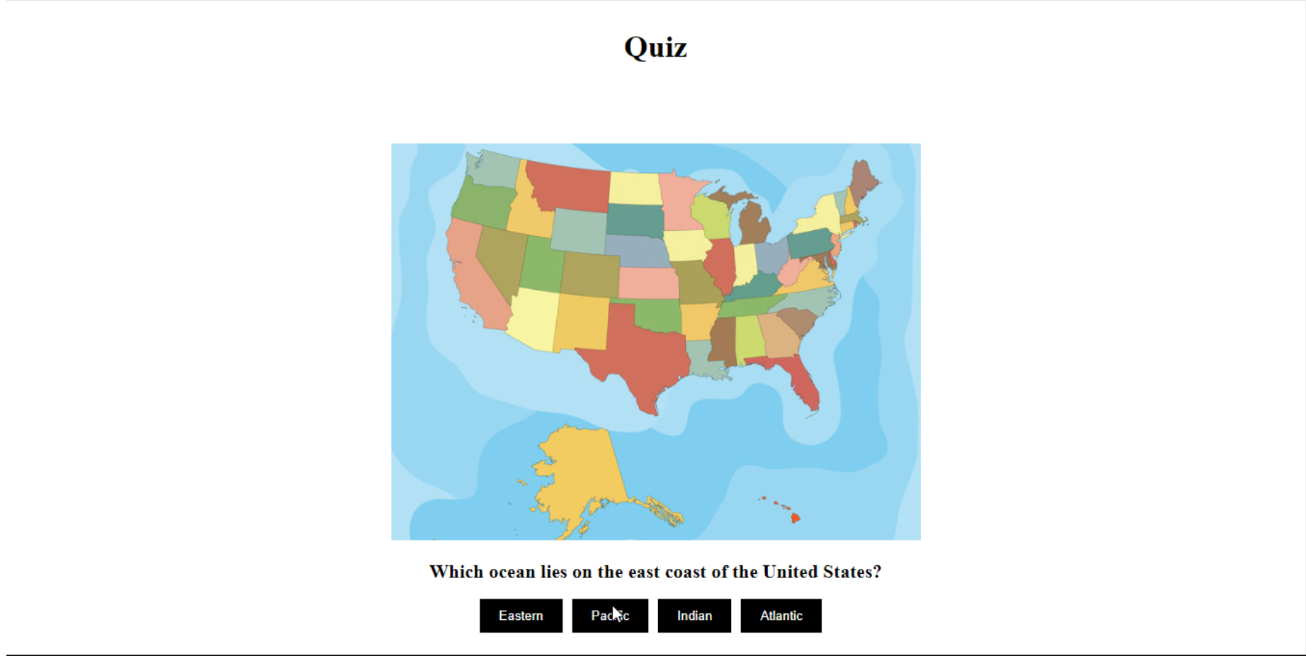 Quiz
Which ocean lies on the east coast of the United States?
Eastern Pacific Indian Atlantic